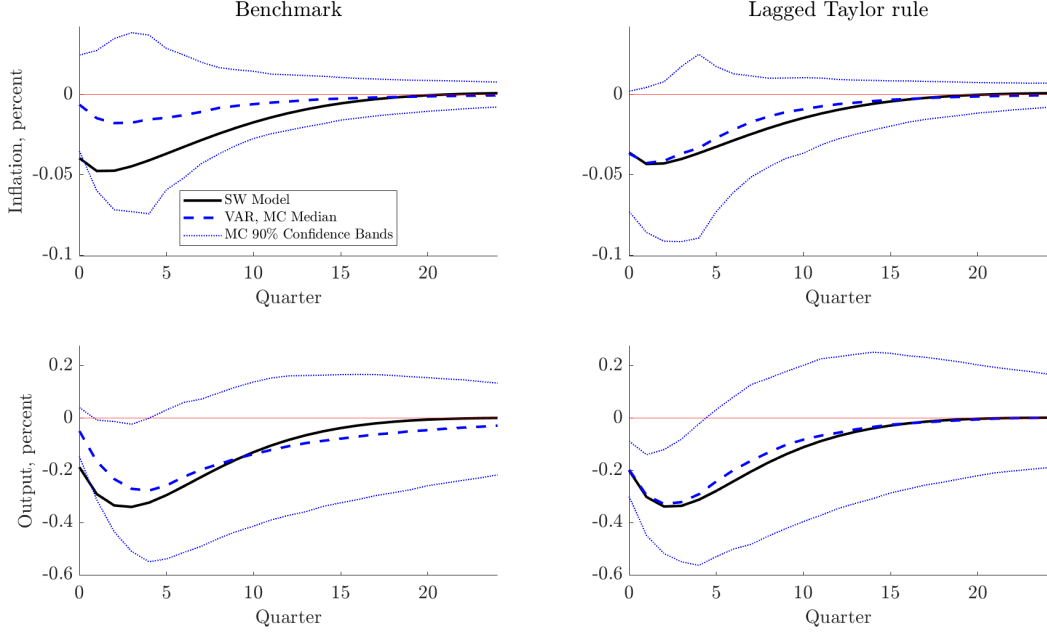 Benchmark
Lagged Taylor rule
Inflation, percent
0
-0.05
-0.1
SW Model
VAR, MC Median
MC 90% Confidence Bands
0 5 10 15 20
Quarter
0
-0.05
-0.1
0 5 10 15 20
Quarter
Output, percent
0.2
0
-0.2
-0.4
-0.6
0 5 10 15 20
Quarter
0.2
0
-0.2
-0.4
-0.6
0 5 10 15 20
Quarter